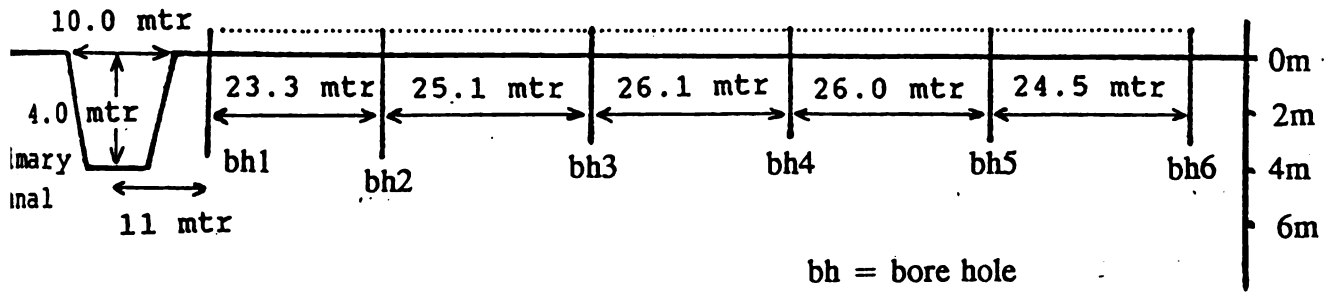 10.0 mtr
0m
23.3 mtr
25.1 mtr
26.1 mtr
26.0 mtr
24.5 mtr
4.0 mtr
2m
imary
bh1
bh2
bh3
bh4
bh5
bh6
4m
nal
11 mtr
6m
bh = bore hole